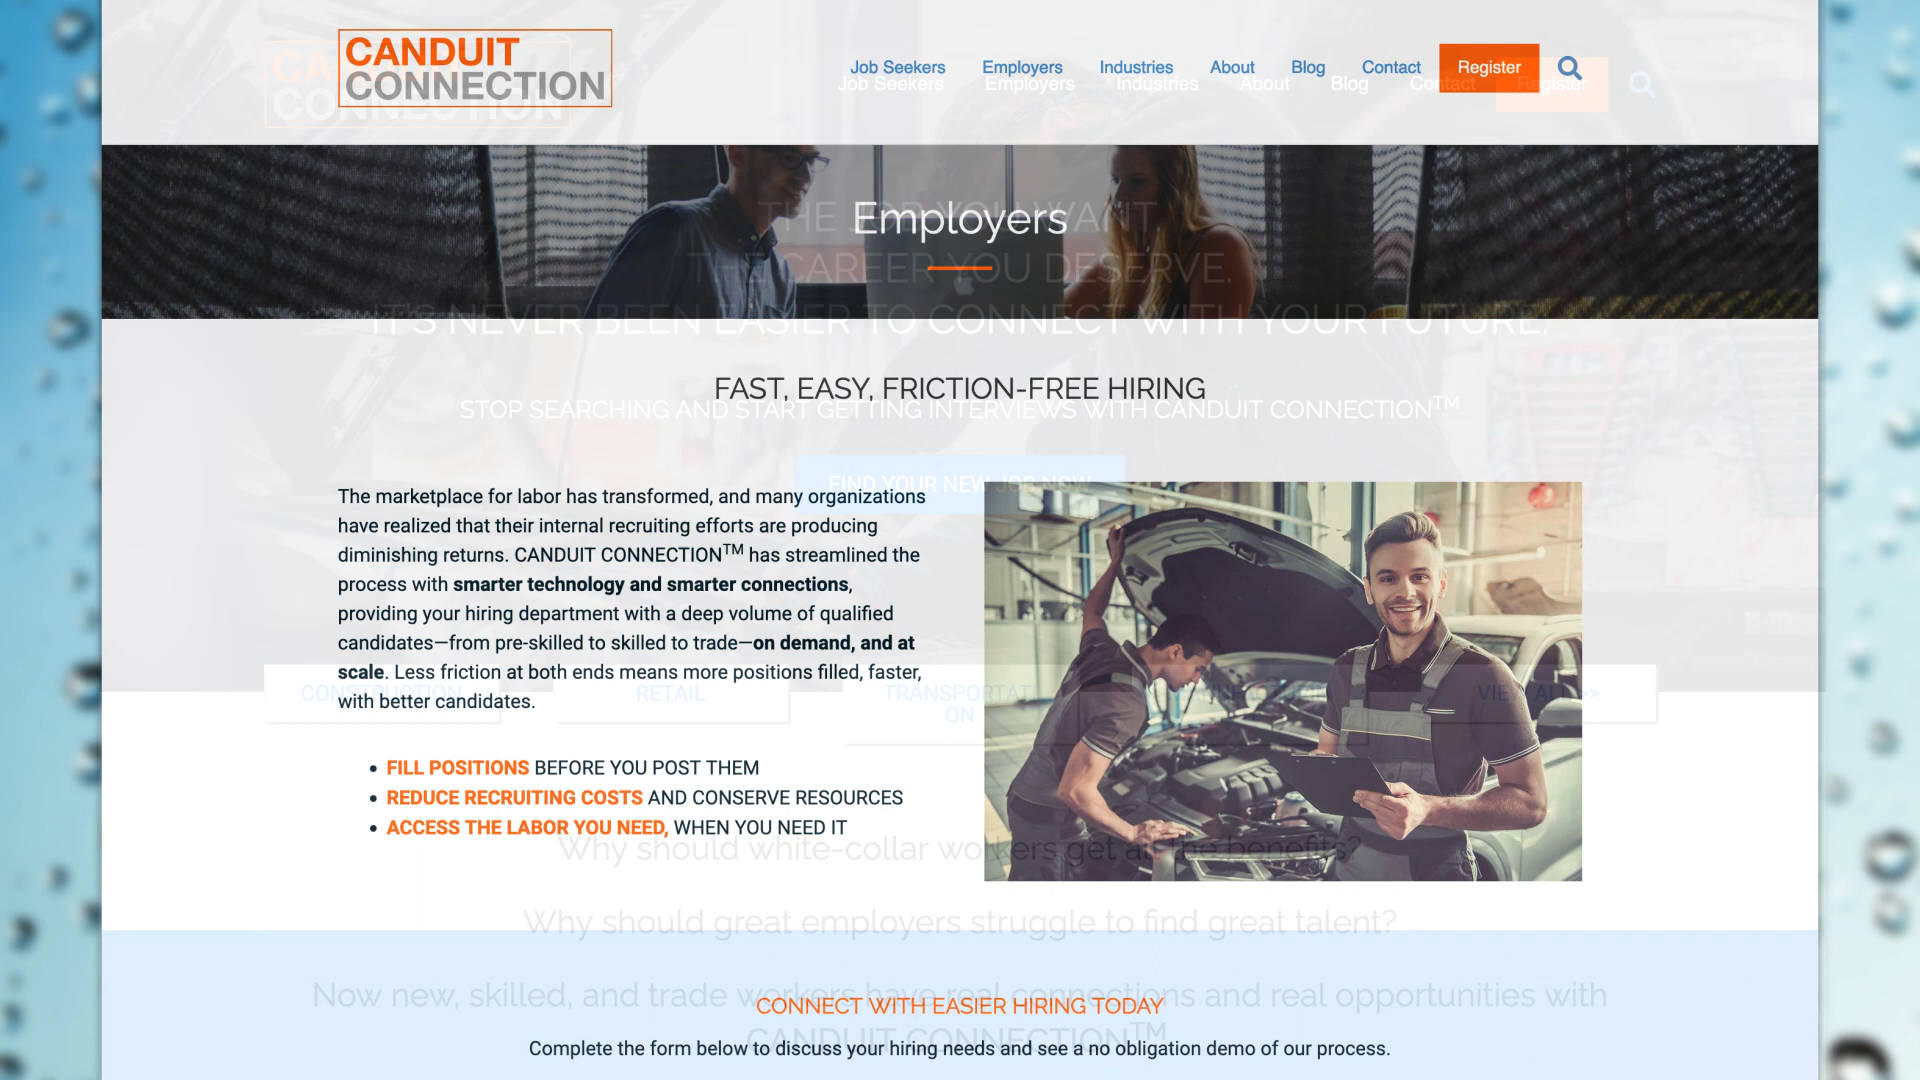 CANDUIT
CONNECTION
Job Seekers Employers Industries About Blog Contact Register
Job Seekers Employers Industries About Blog Contact Register
Employers
THE JOB YOU WANT
THE CAREER YOU DESERVE.
IT'S NEVER BEEN EASIER TO CONNECT WITH YOUR FUTURE.
FAST, EASY, FRICTION-FREE HIRING
STOP SEARCHING AND START GETTING INTERVIEWS WITH CANDUIT CONNECTION™
FIND YOUR NEW JOB NOW
The marketplace for labor has transformed, and many organizations
have realized that their internal recruiting efforts are producing
diminishing returns. CANDUIT CONNECTION™ has streamlined the
process with smarter technology and smarter connections,
providing your hiring department with a deep volume of qualified
candidates—from pre-skilled to skilled to trade—on demand, and at
scale. Less friction at both ends means more positions filled, faster,
with better candidates.
CONSTRUCTION RETAIL TRANSPORTATI
ON
VIEW ALL >>
• FILL POSITIONS BEFORE YOU POST THEM
• REDUCE RECRUITING COSTS AND CONSERVE RESOURCES
• ACCESS THE LABOR YOU NEED, WHEN YOU NEED IT
Why should white-collar workers get all the benefits?
Why should great employers struggle to find great talent?
Now new, skilled, and trade workers have real connections and real opportunities with
CANDUIT CONNECTION™
CONNECT WITH EASIER HIRING TODAY
Complete the form below to discuss your hiring needs and see a no obligation demo of our process.